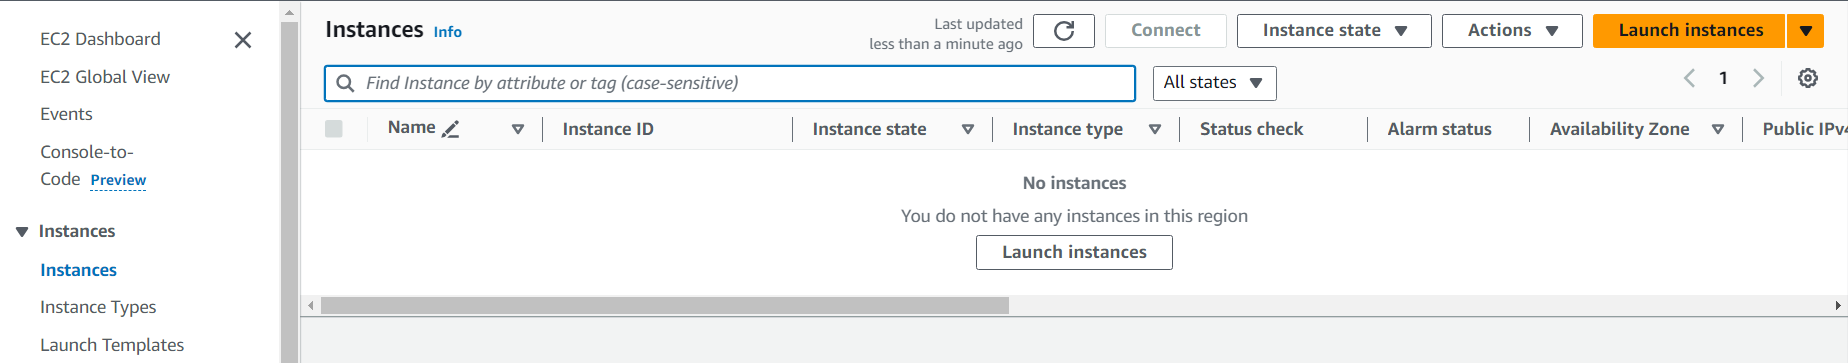 EC2 Dashboard
EC2 Global View
Events
Console-to-
Code Preview
Instances
Instances
Instance Types
Launch Templates
Instances Info
Last updated
less than a minute ago
Connect
Instance state
Actions
Launch instances
Find Instance by attribute or tag (case-sensitive)
All states
1
Name Instance ID Instance state Instance type Status check Alarm status Availability Zone Public IPv4
No instances
You do not have any instances in this region
Launch instances